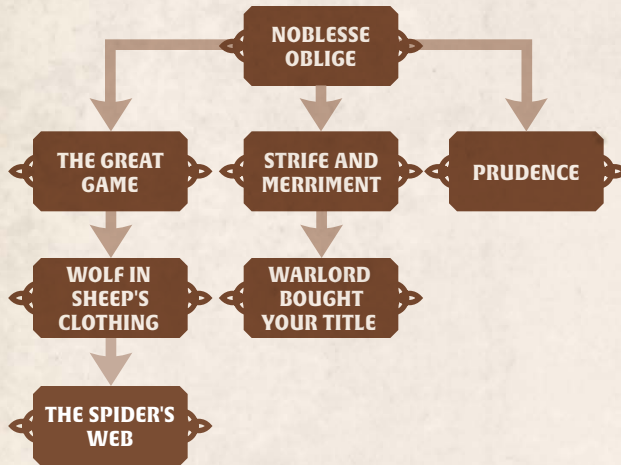 NOBLESSE
OBLIGE
THE GREAT
GAME
STRIFE AND
MERRIMENT
PRUDENCE
WOLF IN
SHEEP'S
CLOTHING
WARLORD
BOUGHT
YOUR TITLE
THE SPIDER'S
WEB